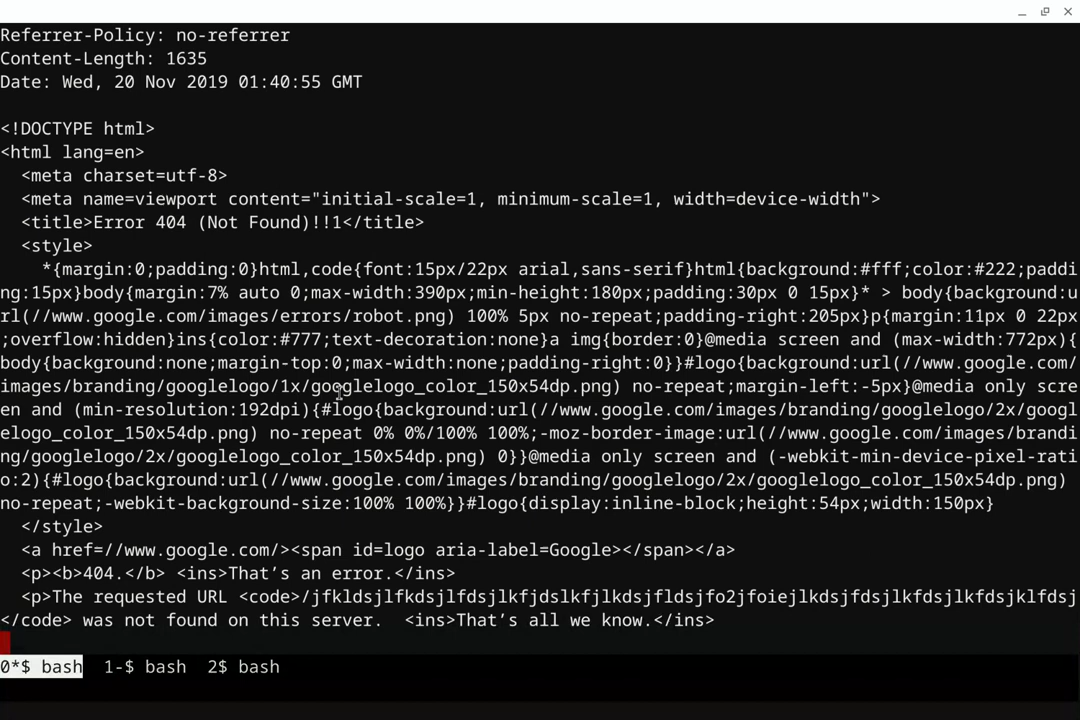 Referrer-Policy: no-referrer
Content-Length: 1635
Date: Wed, 20 Nov 2019 01:40:55 GMT
<!DOCTYPE html>
<html lang=en>
<meta charset=utf-8>
<meta name=viewport content="initial-scale=1, minimum-scale=1, width=device-width">
<title>Error 404 (Not Found)!!1</title>
<style>
*{margin:0;padding:0}html,code{font:15px/22px arial,sans-serif}html{background:#fff;color:#222;paddi
ng:15px}body{margin:7% auto 0;max-width:390px;min-height:180px;padding:30px 0 15px}* > body{background:u
rl(//www.google.com/images/errors/robot.png) 100% 5px no-repeat;padding-right:205px}p{margin:11px 0 22px
;overflow:hidden}ins{color:#777;text-decoration:none}a img{border:0}@media screen and (max-width:772px){
body{background:none;margin-top:0;max-width:none;padding-right:0}}#logo{background:url(//www.google.com/
images/branding/googlelogo/1x/googlelogo_color_150x54dp.png) no-repeat;margin-left:-5px}@media only scre
en and (min-resolution:192dpi){#logo{background:url(//www.google.com/images/branding/googlelogo/2x/googl
elogo_color_150x54dp.png) no-repeat 0% 0%/100% 100%;-moz-border-image:url(//www.google.com/images/brandi
ng/googlelogo/2x/googlelogo_color_150x54dp.png) 0}}@media only screen and (-webkit-min-device-pixel-rati
o:2){#logo{background:url(//www.google.com/images/branding/googlelogo/2x/googlelogo_color_150x54dp.png)
no-repeat;-webkit-background-size:100% 100%}}#logo{display:inline-block;height:54px;width:150px}
</style>
<a href=//www.google.com/><span id=logo aria-label=Google></span></a>
<p><b>404.</b> <ins>That’s an error.</ins>
<p>The requested URL <code>/jfkldsjlfkdsjlfdsjlkfjdslkfjlkdsjfldsjfo2jfoiejlkdsjfdsjlkfdsjlkfdsjklfdsj
</code> was not found on this server.  <ins>That’s all we know.</ins>
0*$ bash  1-$ bash  2$ bash